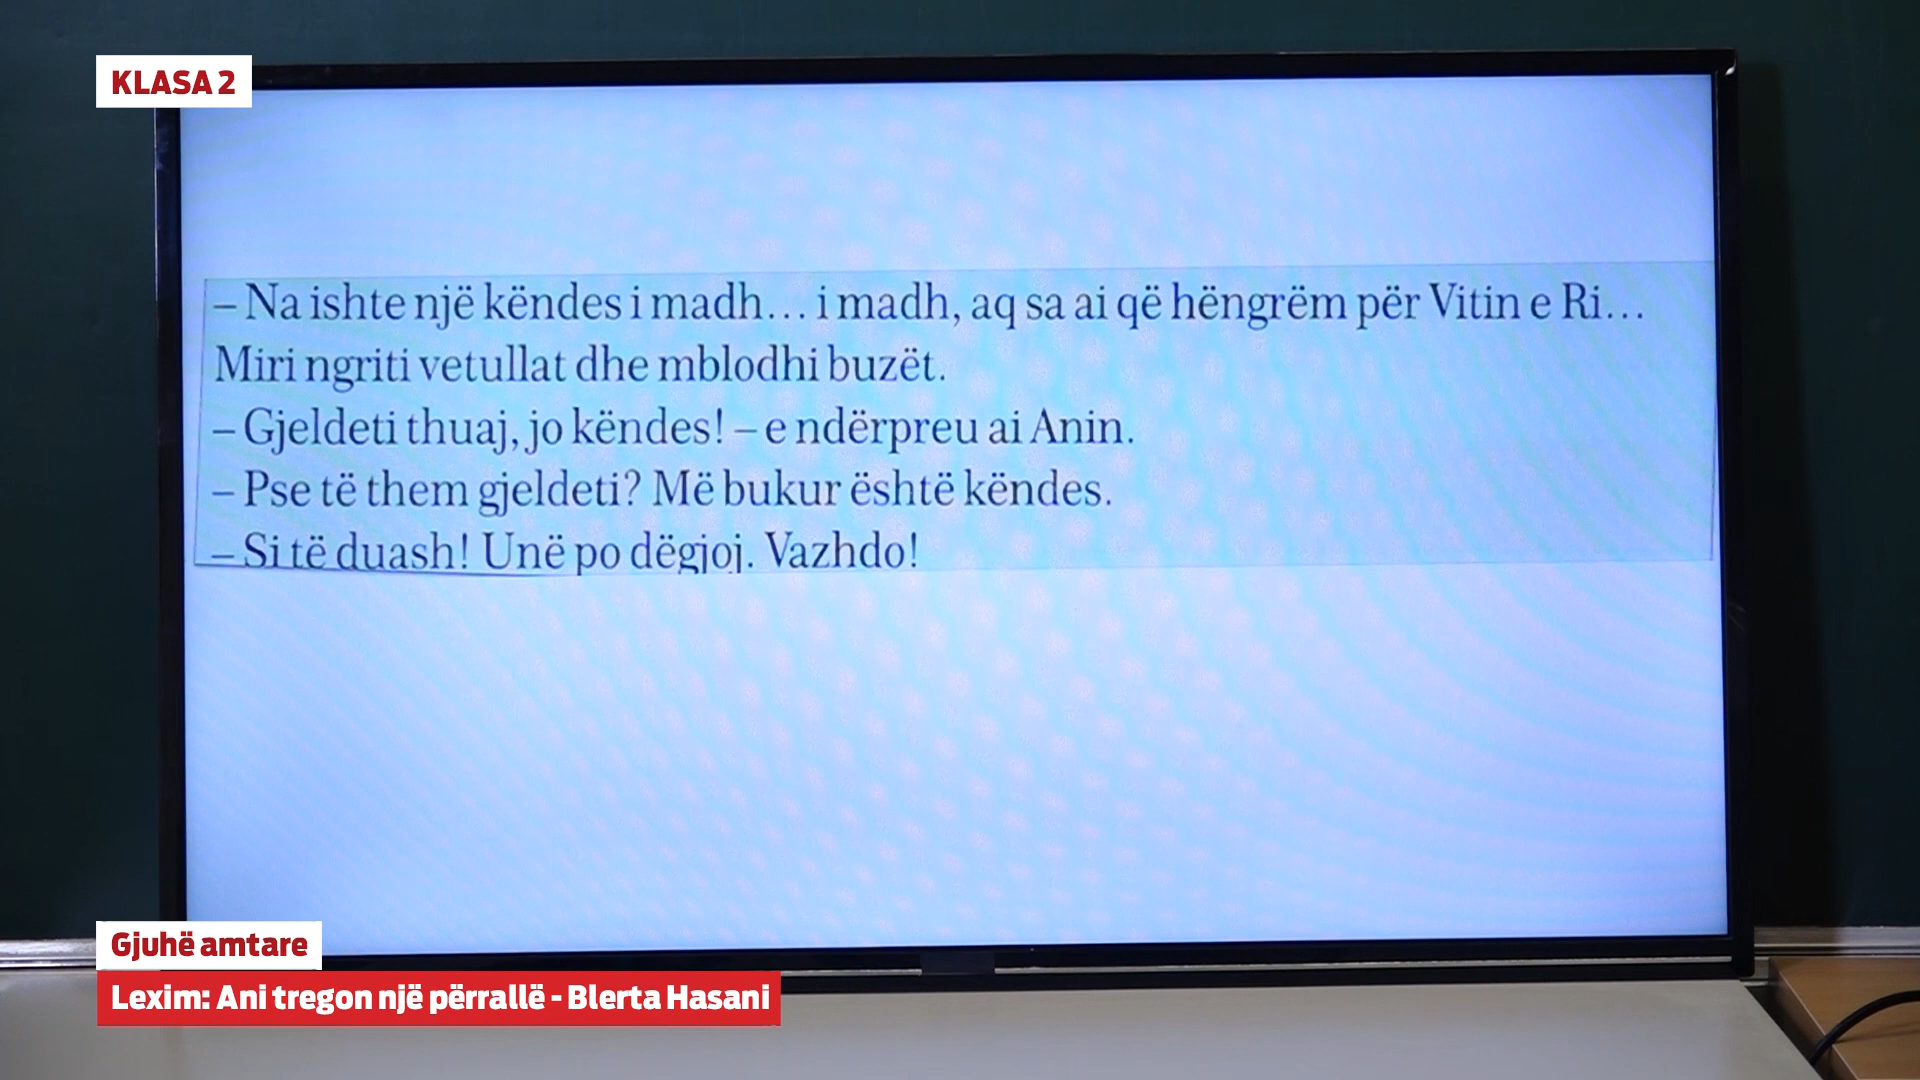 KLASA 2
– Na ishte një këndes i madh… i madh, aq sa ai që hëngrëm për Vitin e Ri…
Miri ngriti vetullat dhe mblodhi buzët.
– Gjeldeti thuaj, jo këndes! – e ndërpreu ai Anin.
– Pse të them gjeldeti? Më bukur është këndes.
– Si të duash! Unë po dëgjoj. Vazhdo!
Gjuhë amtare
Lexim: Ani tregon një përrallë - Blerta Hasani